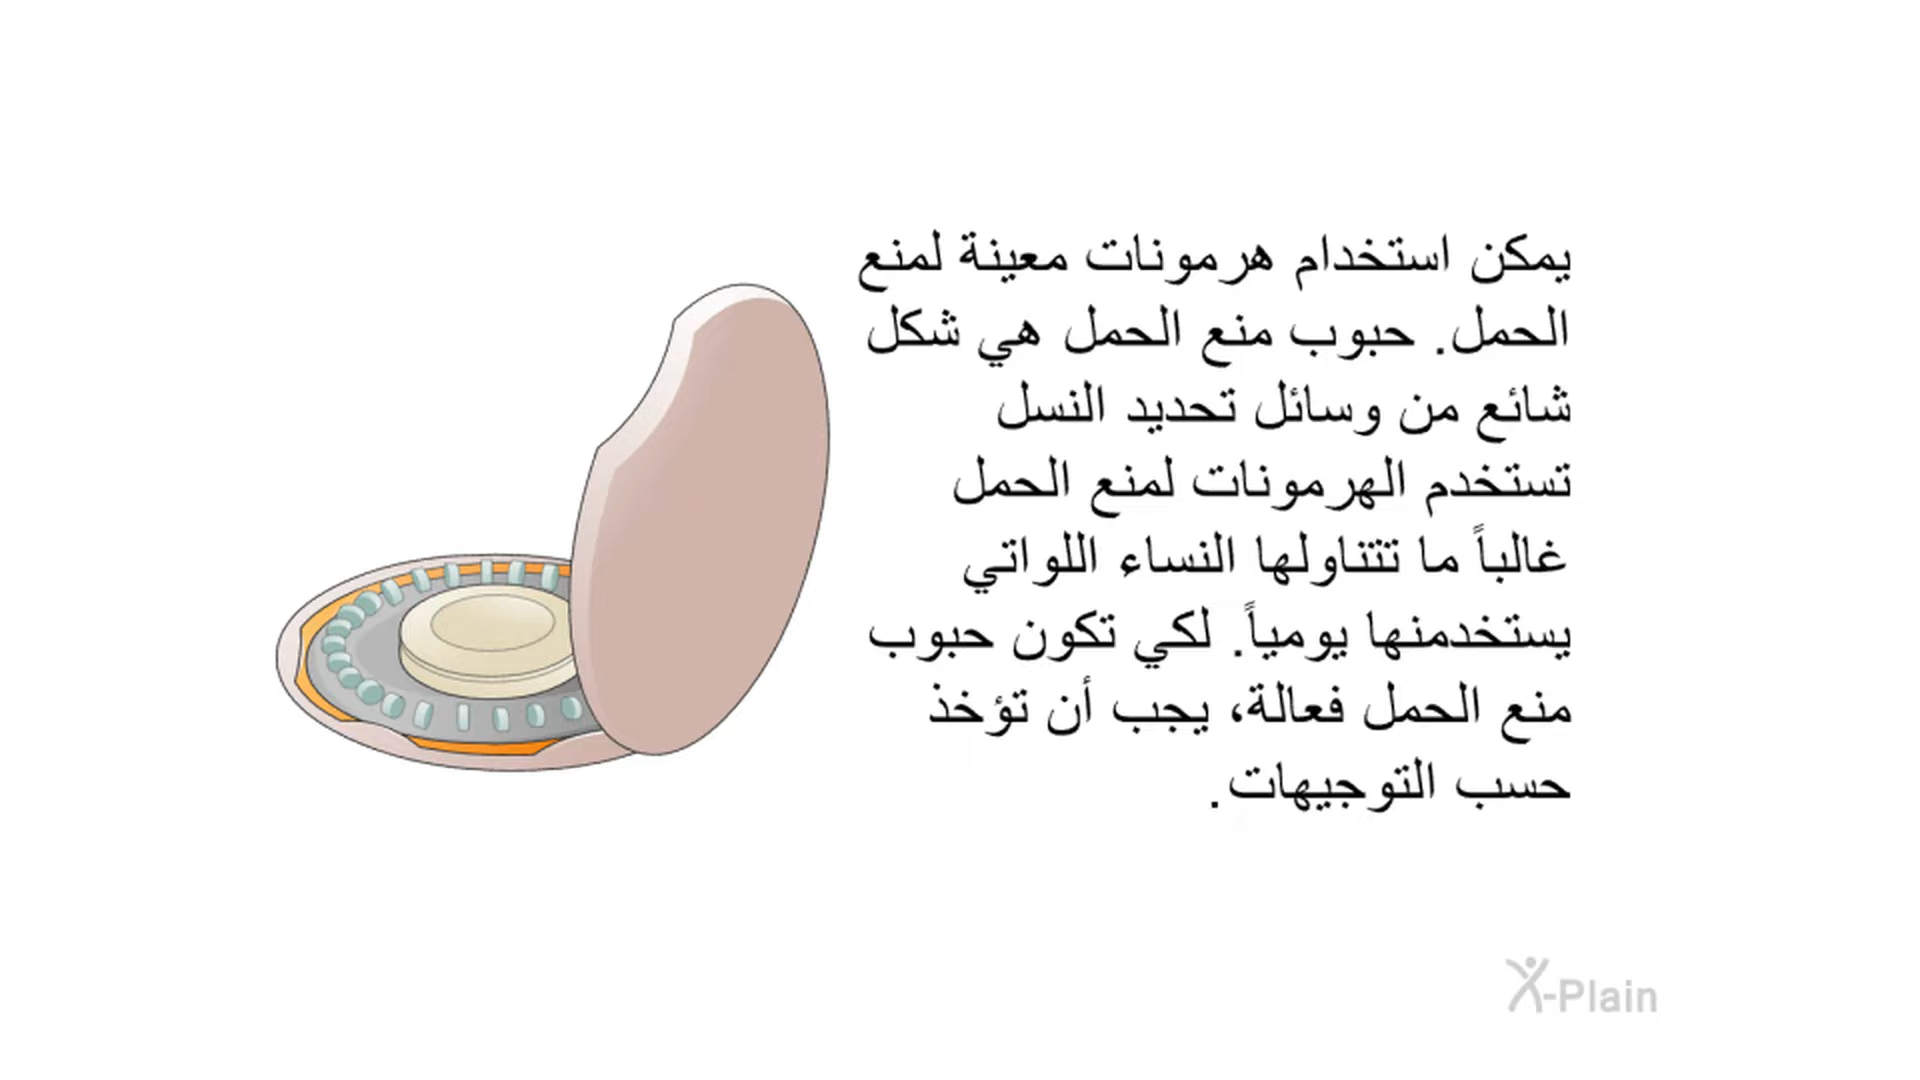 يمكن استخدام هرمونات معينة لمنع
الحمل. حبوب منع الحمل هي شكل
شائع من وسائل تحديد النسل
تستخدم الهرمونات لمنع الحمل
غالباً ما تتناولها النساء اللواتي
يستخدمنها يومياً. لكي تكون حبوب
منع الحمل فعالة، يجب أن تؤخذ
حسب التوجيهات.
X-Plain